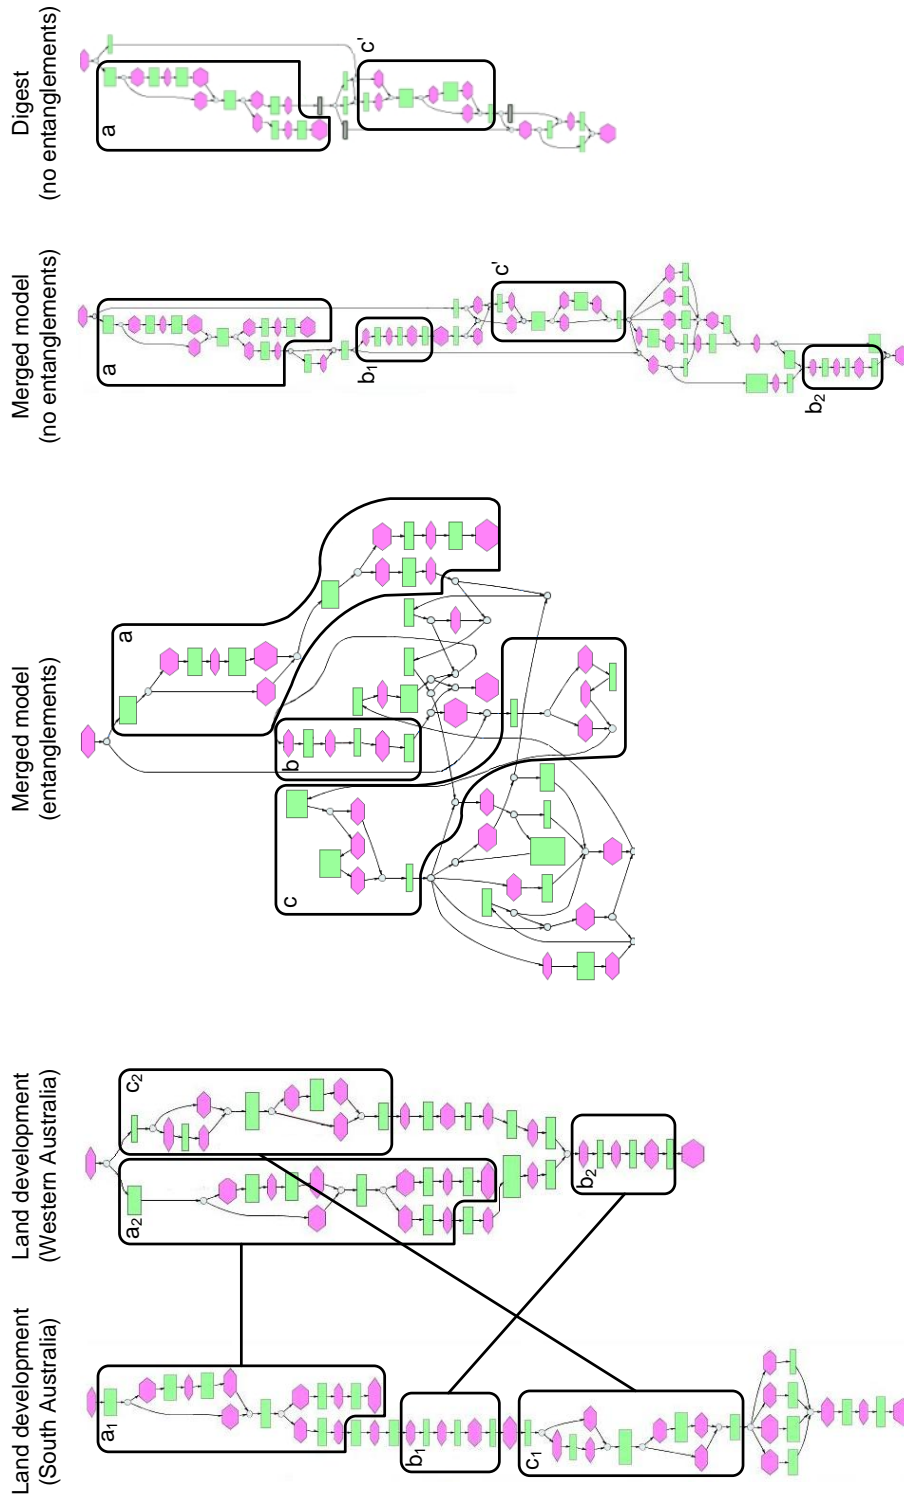 Land development
(South Australia)
a1
b1
c1
Land development
(Western Australia)
a2
c2
b2
Merged model
(entanglements)
a
b
c
Merged model
(no entanglements)
a
b1
c'
b2
Digest
(no entanglements)
a
c'